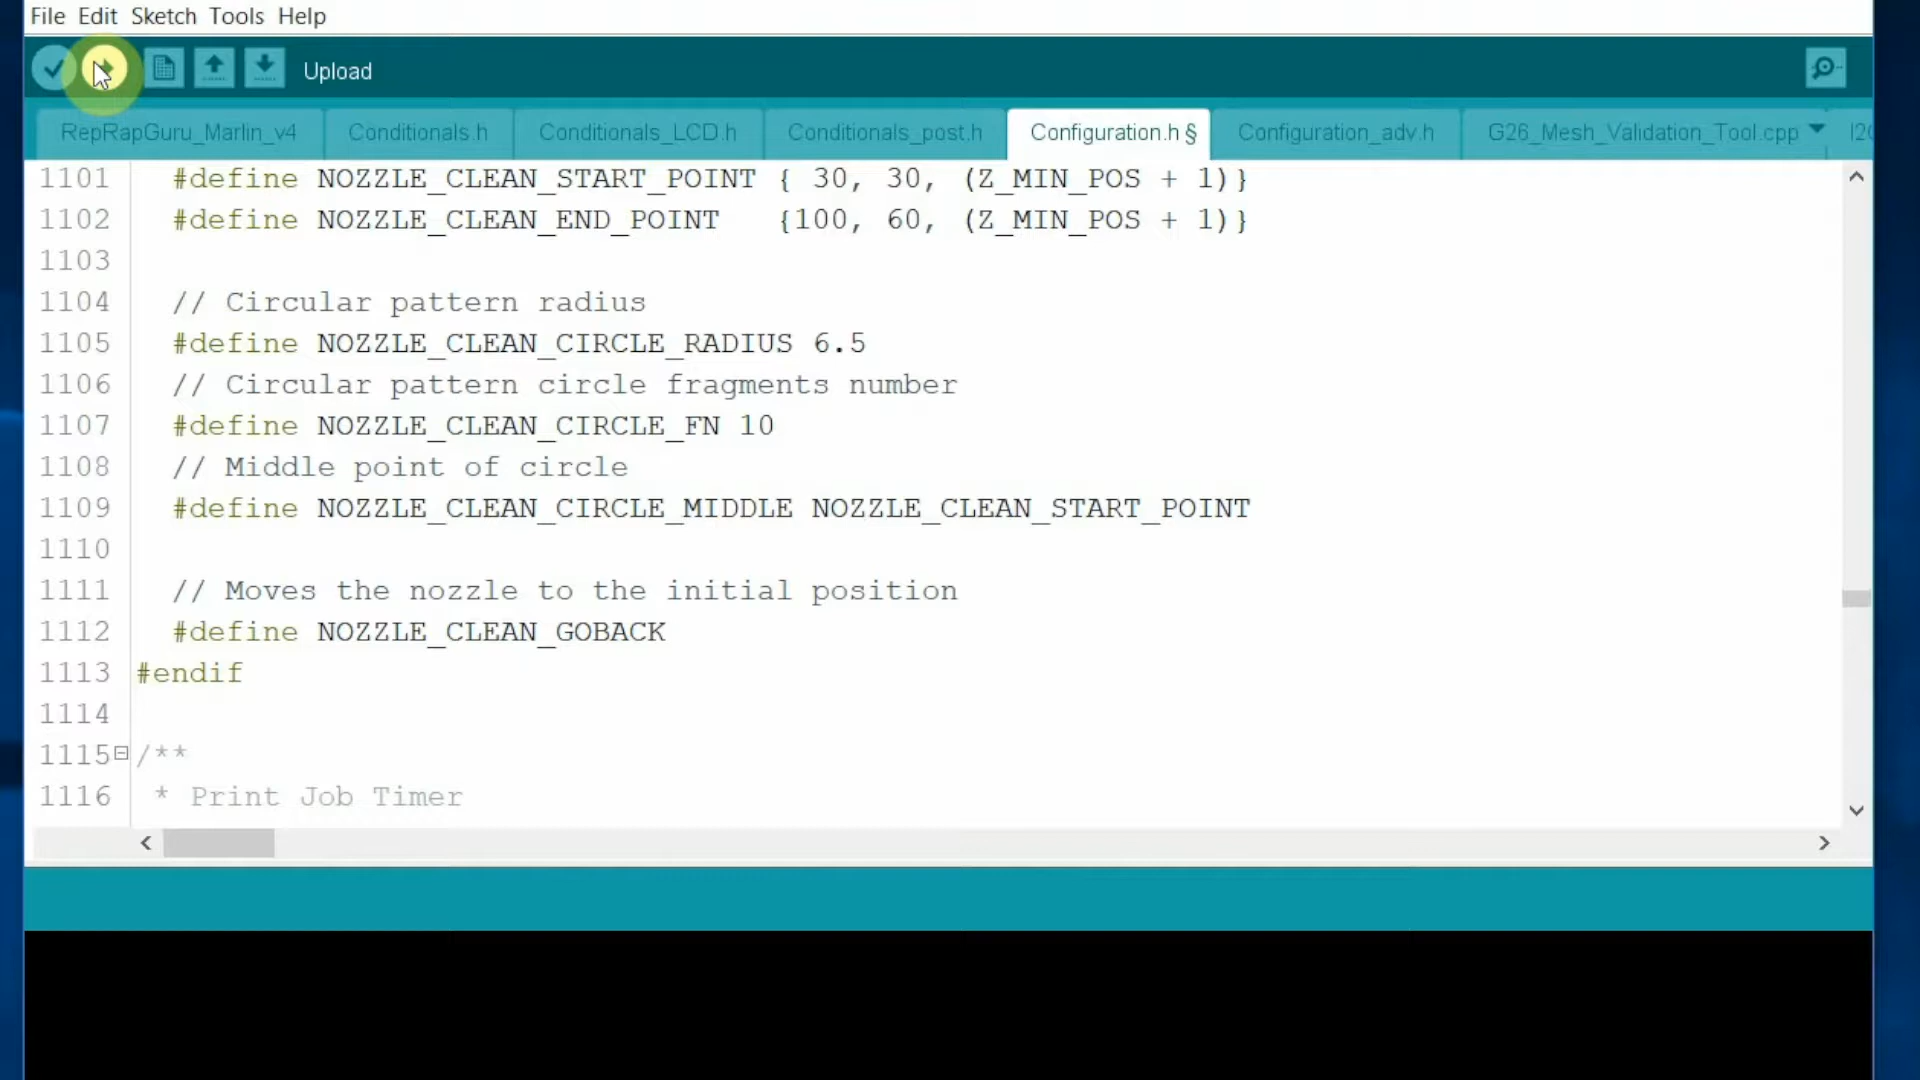 File Edit Sketch Tools Help
Upload
RepRapGuru_Marlin_v4 Conditionals.h Conditionals_LCD.h Conditionals_post.h Configuration.h § Configuration_adv.h G26_Mesh_Validation_Tool.cpp
1101 #define NOZZLE_CLEAN_START_POINT { 30, 30, (Z_MIN_POS + 1)}
1102 #define NOZZLE_CLEAN_END_POINT {100, 60, (Z_MIN_POS + 1)}
1103
1104 // Circular pattern radius
1105 #define NOZZLE_CLEAN_CIRCLE_RADIUS 6.5
1106 // Circular pattern circle fragments number
1107 #define NOZZLE_CLEAN_CIRCLE_FN 10
1108 // Middle point of circle
1109 #define NOZZLE_CLEAN_CIRCLE_MIDDLE NOZZLE_CLEAN_START_POINT
1110
1111 // Moves the nozzle to the initial position
1112 #define NOZZLE_CLEAN_GOBACK
1113 #endif
1114
1115 /**
1116 * Print Job Timer